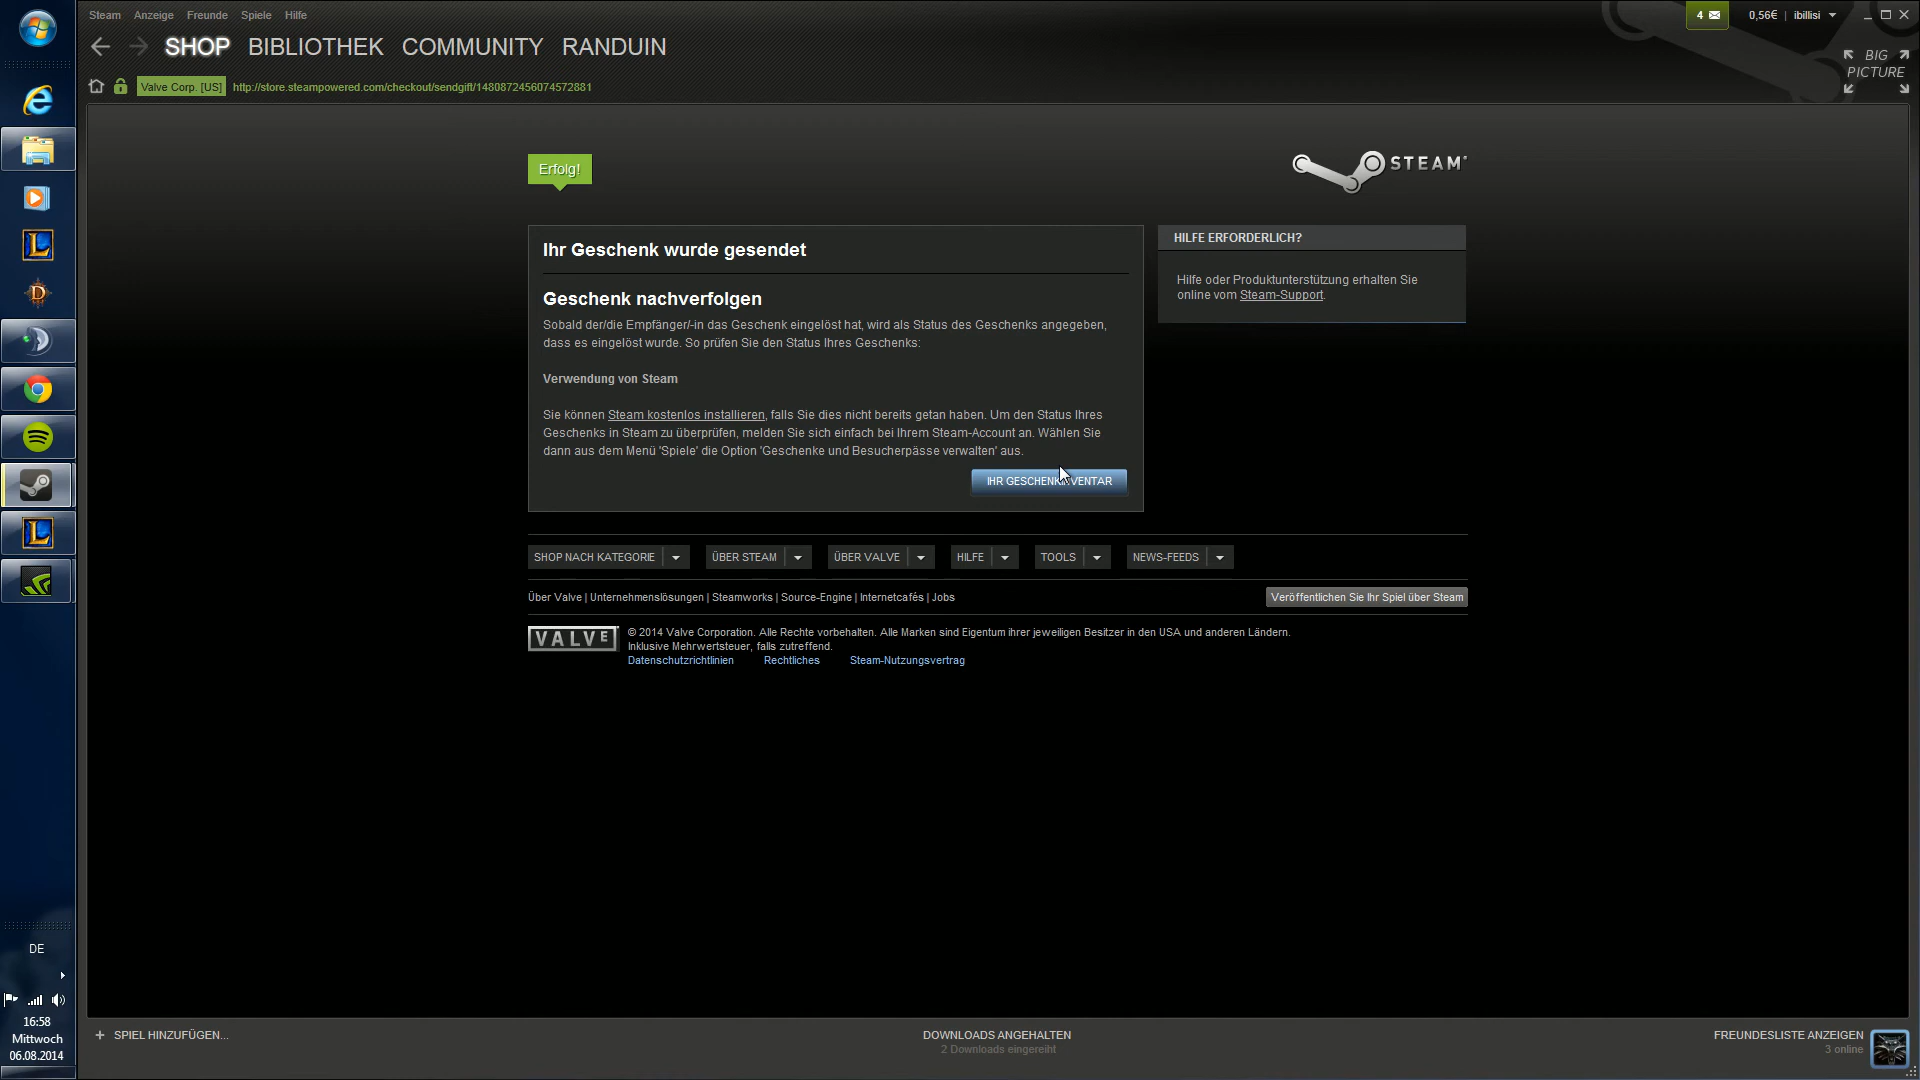 Steam Anzeige Freunde Spiele Hilfe
4
0,56€ | ibillisi
SHOP BIBLIOTHEK COMMUNITY RANDUIN
BIG
PICTURE
Valve Corp. [US] http://store.steampowered.com/checkout/sendgift/1480872456074572881
Erfolg!
STEAM
Ihr Geschenk wurde gesendet
Geschenk nachverfolgen
Sobald der/die Empfänger/-in das Geschenk eingelöst hat, wird als Status des Geschenks angegeben,
dass es eingelöst wurde. So prüfen Sie den Status Ihres Geschenks:
Verwendung von Steam
Sie können Steam kostenlos installieren, falls Sie dies nicht bereits getan haben. Um den Status Ihres
Geschenks in Steam zu überprüfen, melden Sie sich einfach bei Ihrem Steam-Account an. Wählen Sie
dann aus dem Menü 'Spiele' die Option 'Geschenke und Besucherpässe verwalten' aus.
IHR GESCHENKINVENTAR
HILFE ERFORDERLICH?
Hilfe oder Produktunterstützung erhalten Sie
online vom Steam-Support.
SHOP NACH KATEGORIE ÜBER STEAM ÜBER VALVE HILFE TOOLS NEWS-FEEDS
Über Valve | Unternehmenslösungen | Steamworks | Source-Engine | Internetcafés | Jobs
Veröffentlichen Sie Ihr Spiel über Steam
VALVE
© 2014 Valve Corporation. Alle Rechte vorbehalten. Alle Marken sind Eigentum ihrer jeweiligen Besitzer in den USA und anderen Ländern.
Inklusive Mehrwertsteuer, falls zutreffend.
Datenschutzrichtlinien Rechtliches Steam-Nutzungsvertrag
DE
16:58
Mittwoch
06.08.2014
+ SPIEL HINZUFÜGEN...
DOWNLOADS ANGEHALTEN
2 Downloads eingereiht
FREUNDESLISTE ANZEIGEN
3 online